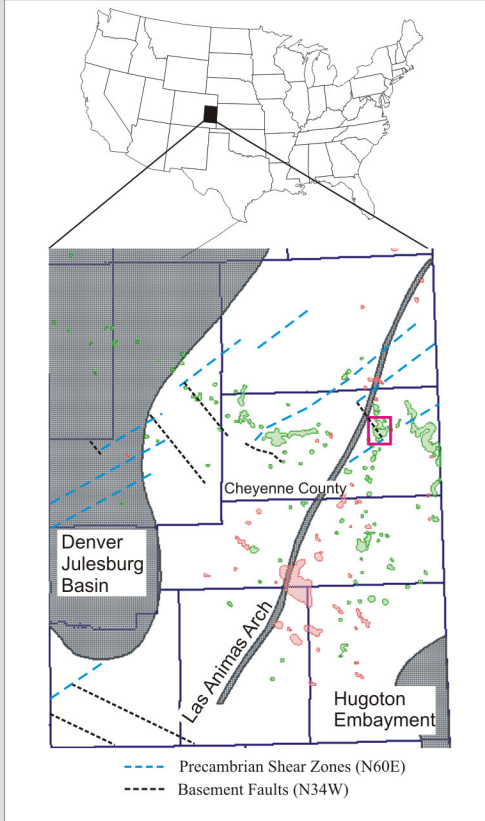 Cheyenne County
Denver
Julesburg
Basin
Las Animas Arch
Hugoton
Embayment
Precambrian Shear Zones (N60E)
Basement Faults (N34W)